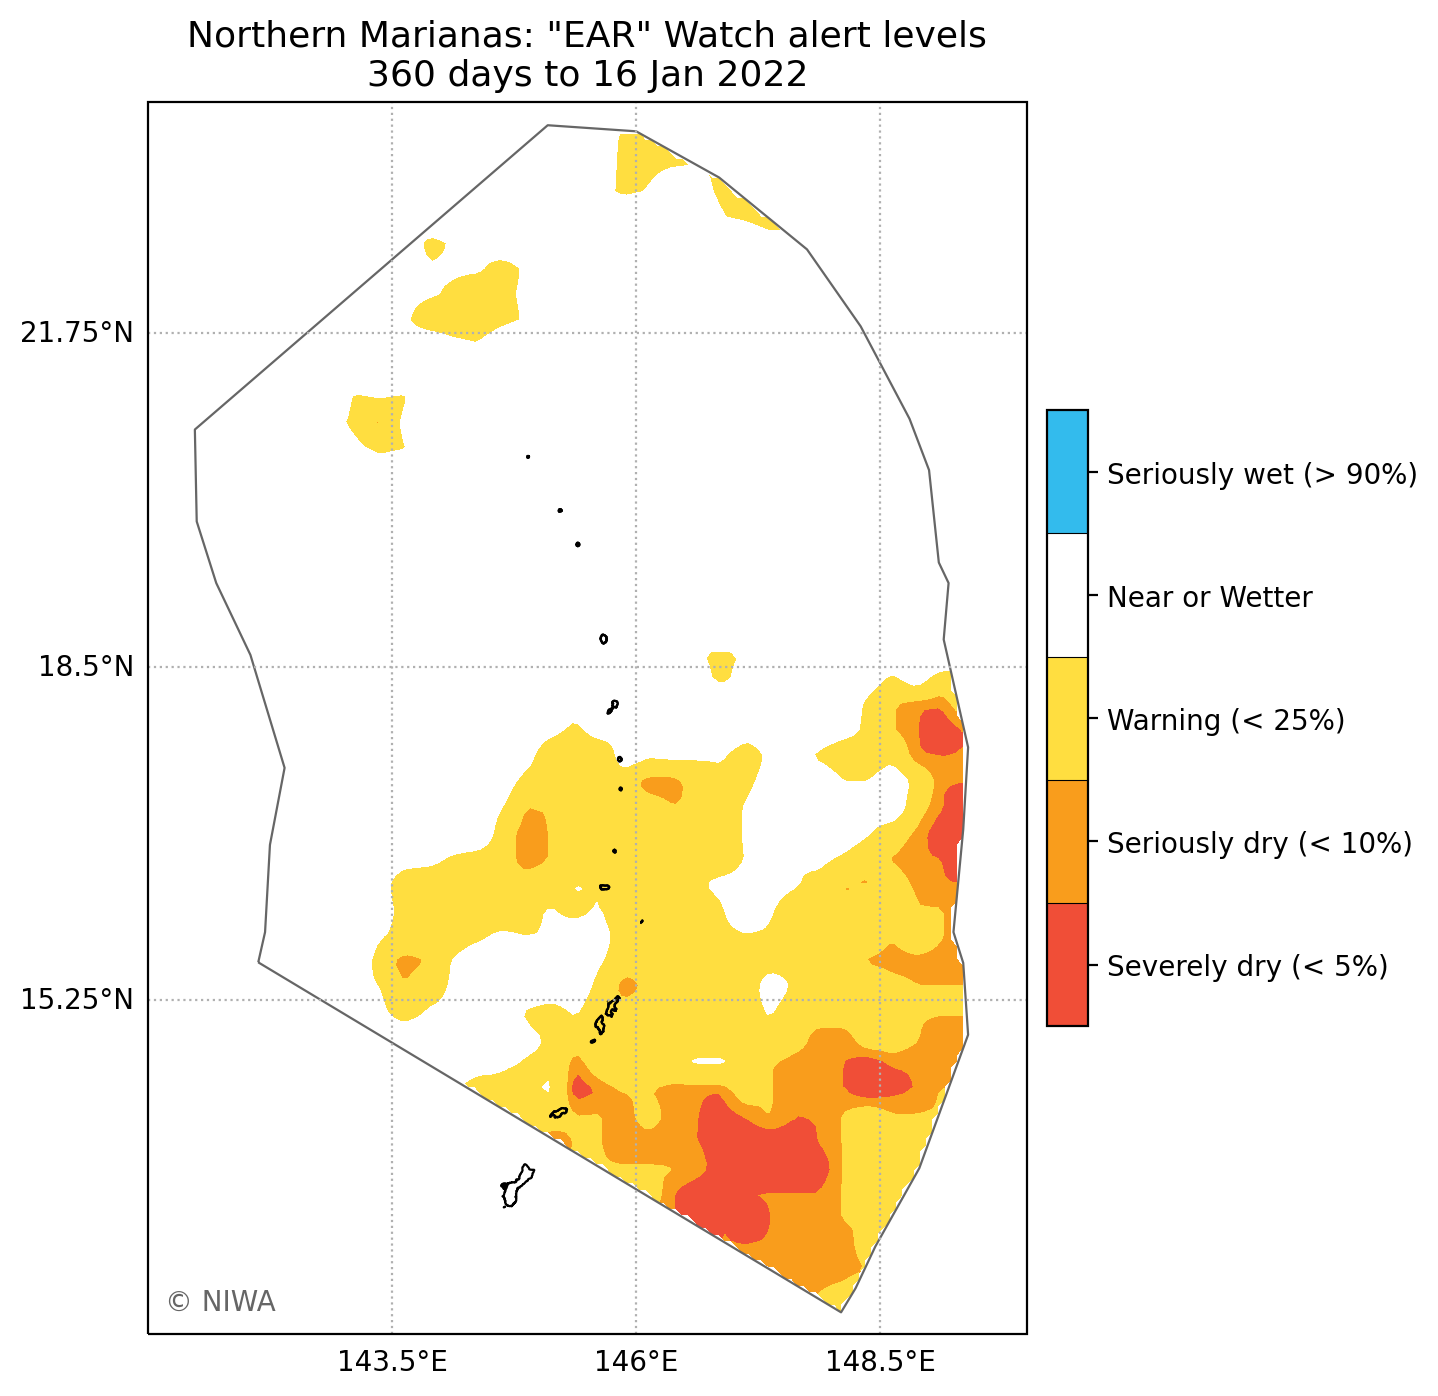 Northern Marianas: "EAR" Watch alert levels
360 days to 16 Jan 2022
21.75°N
18.5°N
15.25°N
143.5°E
146°E
148.5°E
Seriously wet (> 90%)
Near or Wetter
Warning (< 25%)
Seriously dry (< 10%)
Severely dry (< 5%)
© NIWA